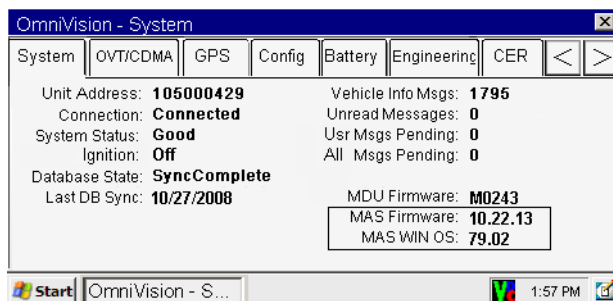 OmniVision - System
System OVT/CDMA GPS Config Battery Engineering CER < >
Unit Address: 105000429
Connection: Connected
System Status: Good
Ignition: Off
Database State: SyncComplete
Last DB Sync: 10/27/2008
Vehicle Info Msgs: 1795
Unread Messages: 0
Usr Msgs Pending: 0
All Msgs Pending: 0
MDU Firmware: M0243
MAS Firmware: 10.22.13
MAS WIN OS: 79.02
Start OmniVision - S... 1:57 PM